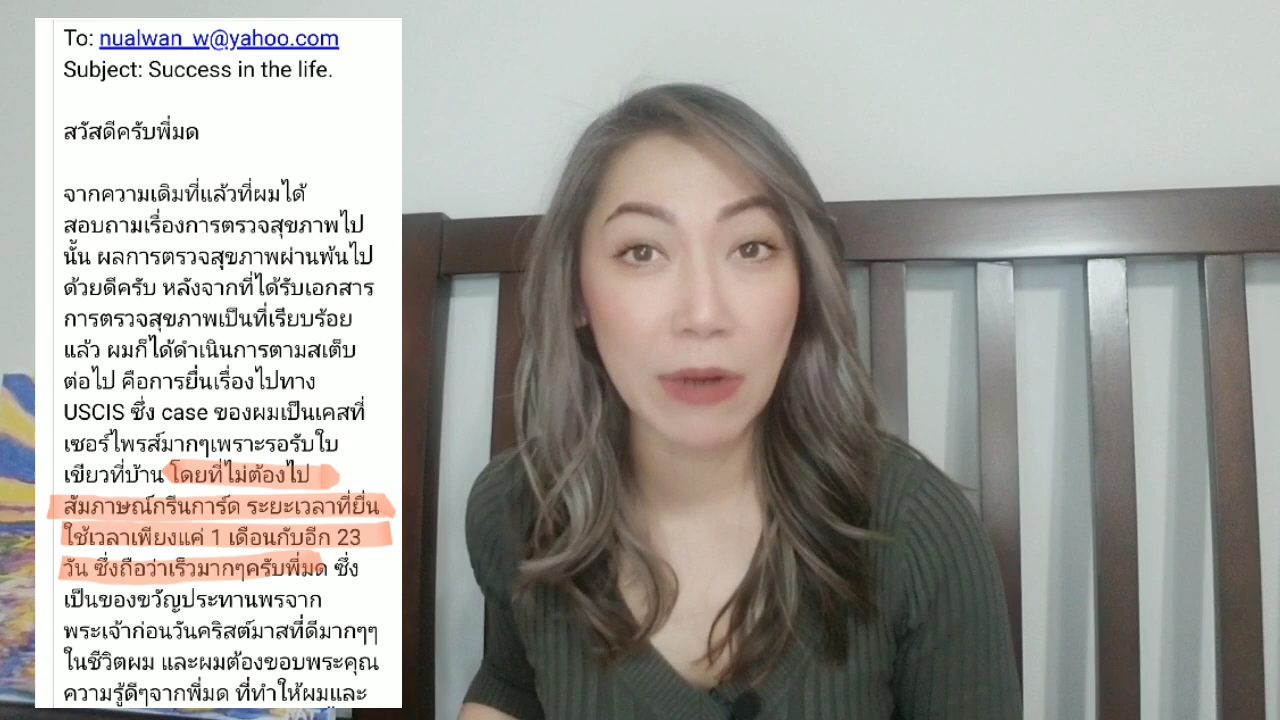 To: nualwan_w@yahoo.com
Subject: Success in the life.
สวัสดีครับพี่มด
จากความเดิมที่แล้วที่ผมได้
สอบถามเรื่องการตรวจสุขภาพไป
นั้น ผลการตรวจสุขภาพผ่านพ้นไป
ด้วยดีครับ หลังจากที่ได้รับเอกสาร
การตรวจสุขภาพเป็นที่เรียบร้อย
แล้ว ผมก็ได้ดำเนินการตามสเต็บ
ต่อไป คือการยื่นเรื่องไปทาง
USCIS ซึ่ง case ของผมเป็นเคสที่
เซอร์ไพรส์มากๆเพราะรอรับใบ
เขียวที่บ้าน โดยที่ไม่ต้องไป
สัมภาษณ์กรีนการ์ด ระยะเวลาที่ยื่น
ใช้เวลาเพียงแค่ 1 เดือนกับอีก 23
วัน ซึ่งถือว่าเร็วมากๆครับพี่มด ซึ่ง
เป็นของขวัญประทานพรจาก
พระเจ้าก่อนวันคริสต์มาสที่ดีมากๆๆ
ในชีวิตผม และผมต้องขอบพระคุณ
ความรู้ดีๆจากพี่มด ที่ทำให้ผมและ